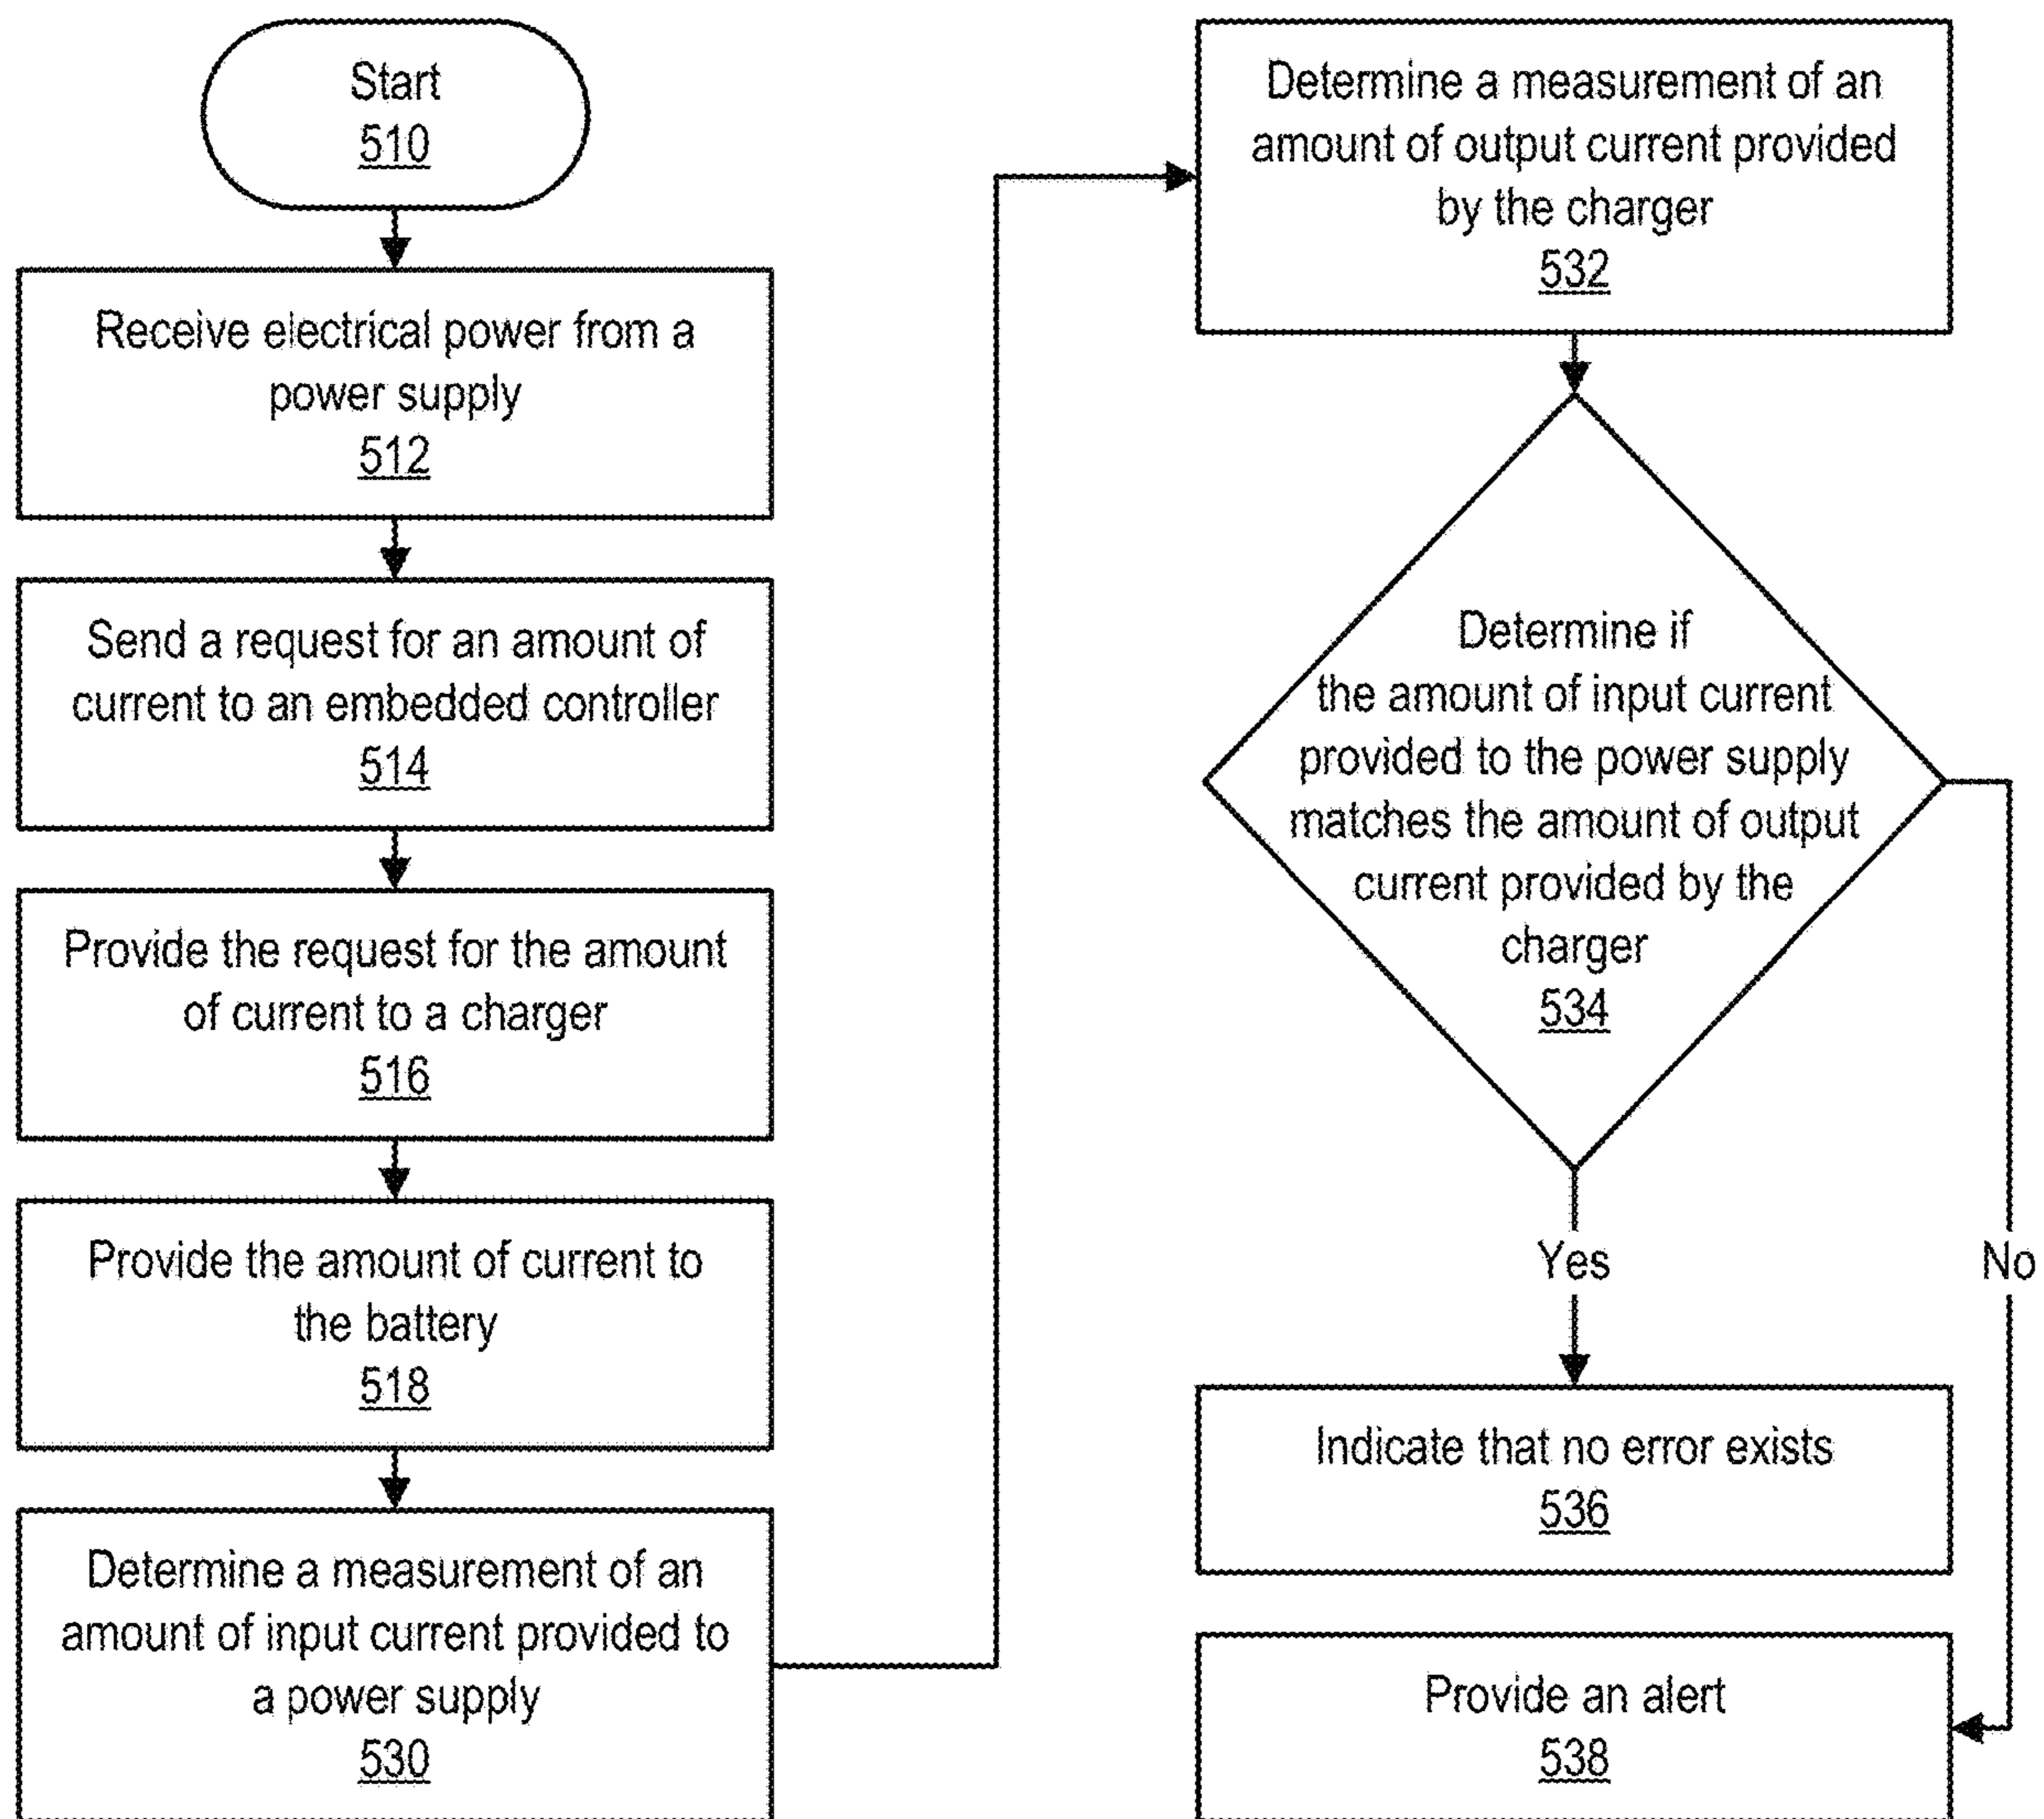 Start
510
Receive electrical power from a
power supply
512
Send a request for an amount of
current to an embedded controller
514
Provide the request for the amount
of current to a charger
516
Provide the amount of current to
the battery
518
Determine a measurement of an
amount of input current provided to
a power supply
530
Determine a measurement of an
amount of output current provided
by the charger
532
Determine if
the amount of input current
provided to the power supply
matches the amount of output
current provided by the
charger
534
Yes
No
Indicate that no error exists
536
Provide an alert
538